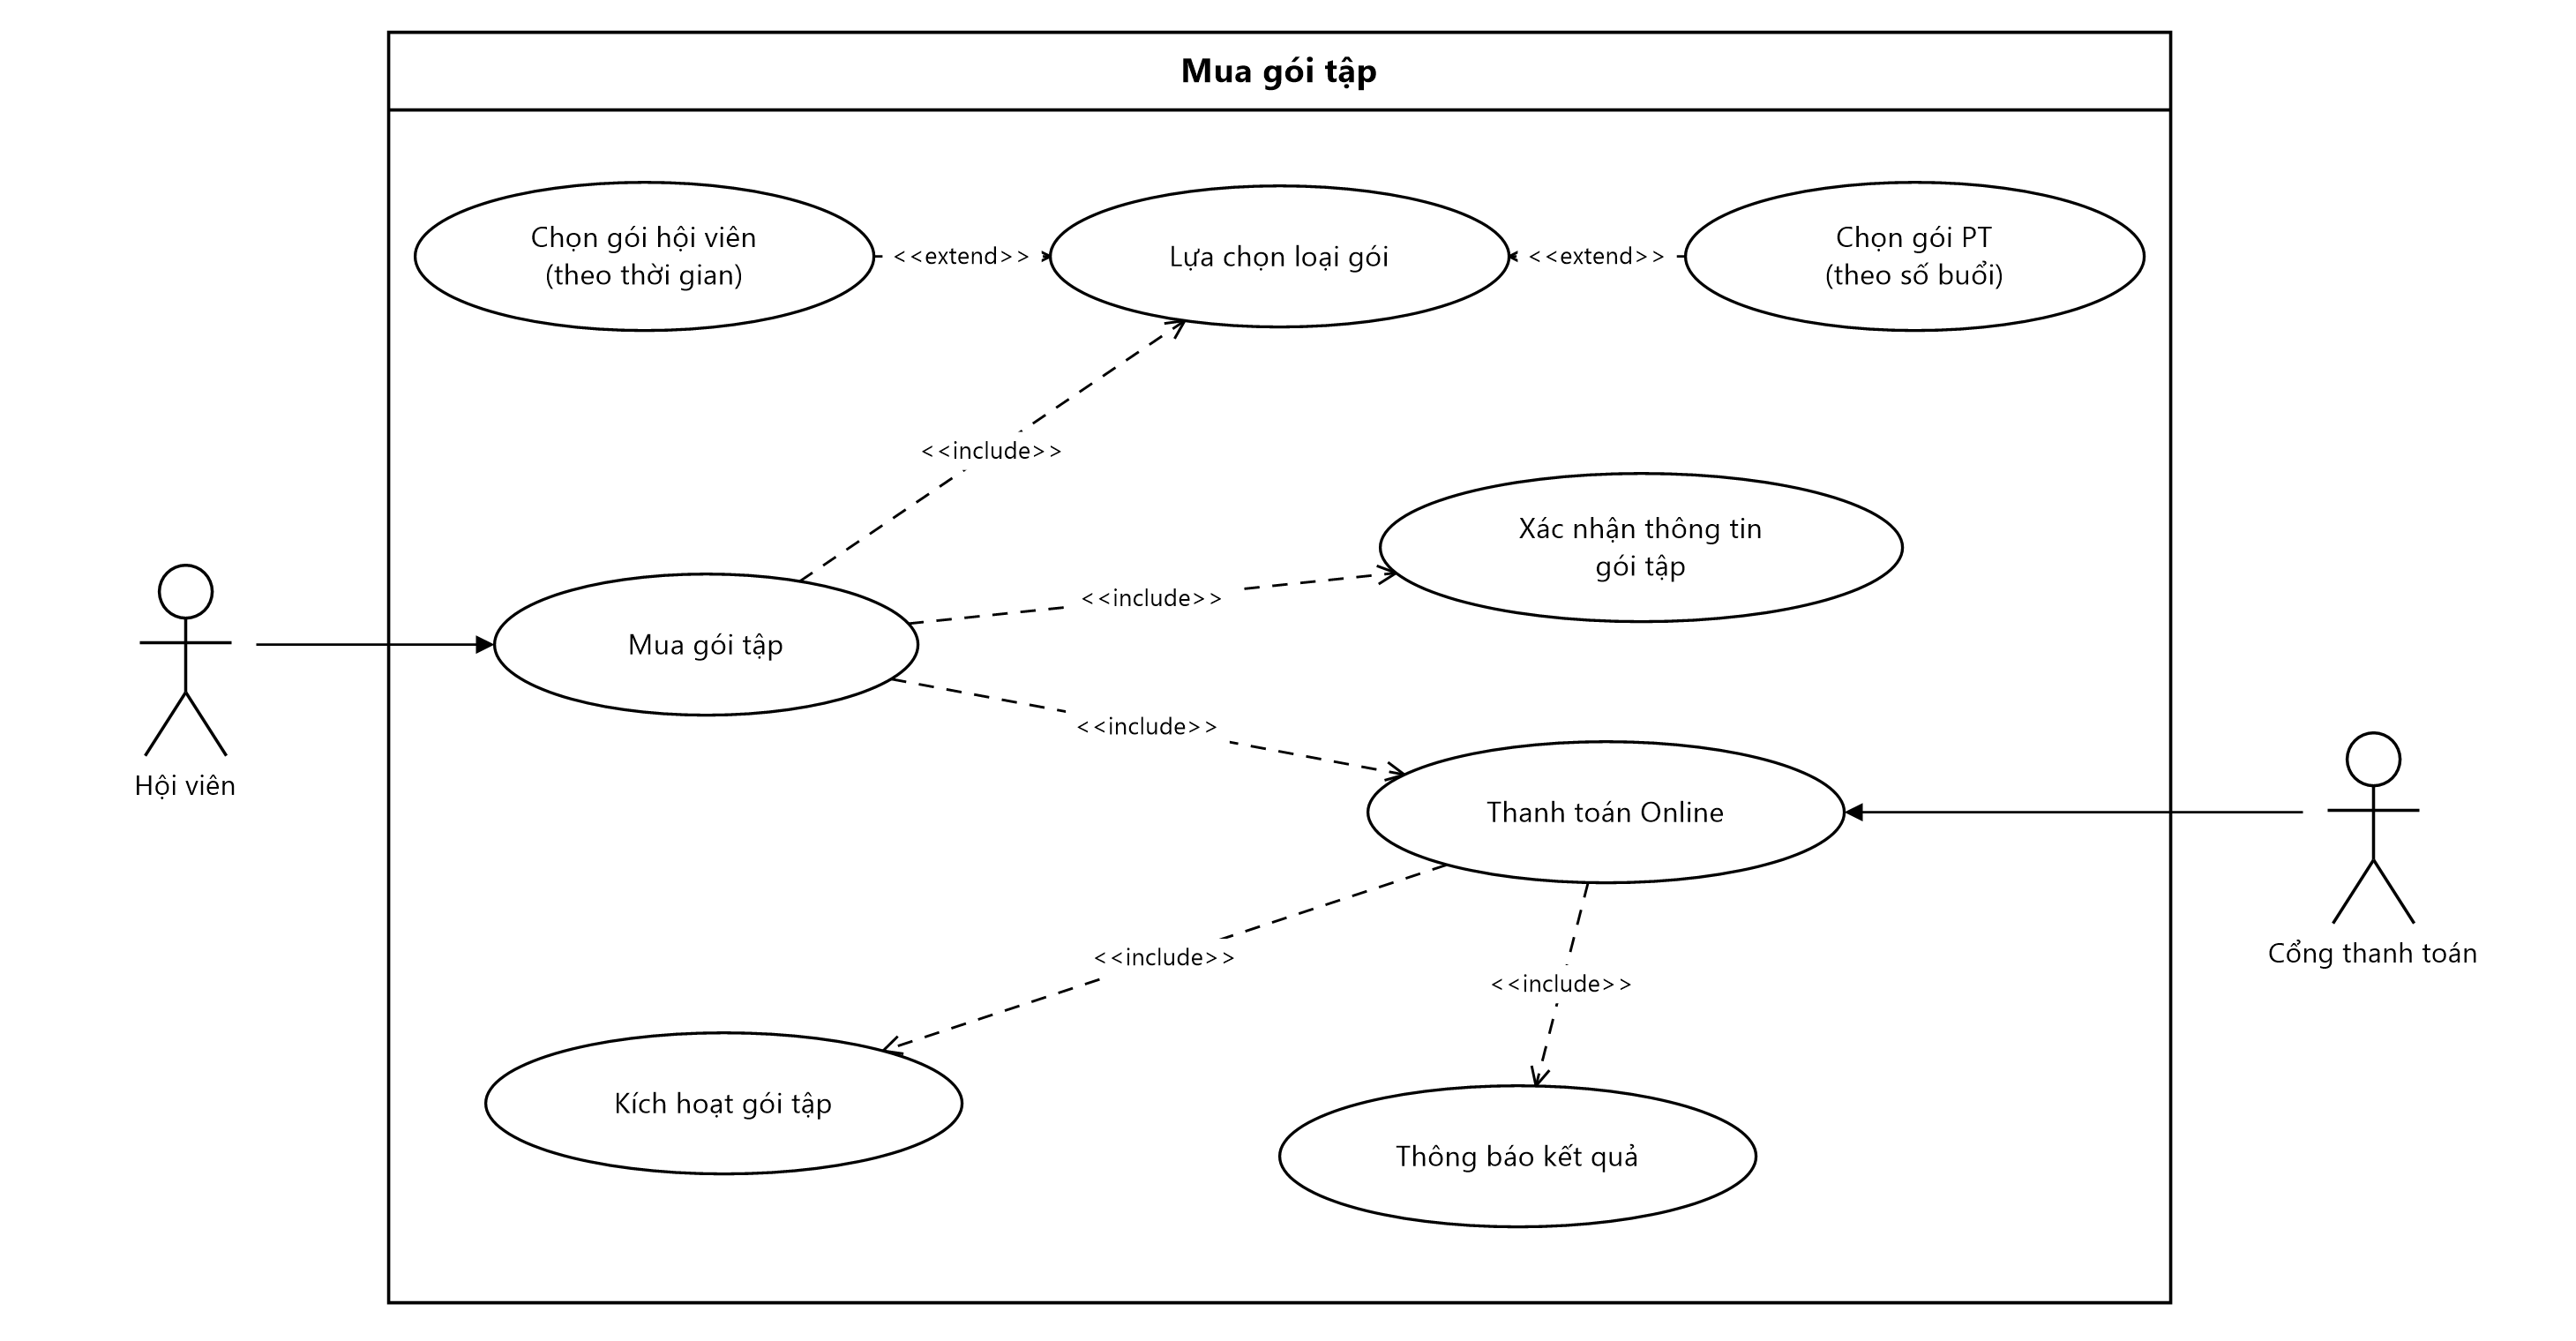 Mua gói tập
Chọn gói hội viên
(theo thời gian)
<<extend>>
Lựa chọn loại gói
<<extend>>
Chọn gói PT
(theo số buổi)
<<include>>
Xác nhận thông tin
gói tập
<<include>>
Mua gói tập
<<include>>
Hội viên
Thanh toán Online
Cổng thanh toán
<<include>>
<<include>>
Kích hoạt gói tập
Thông báo kết quả